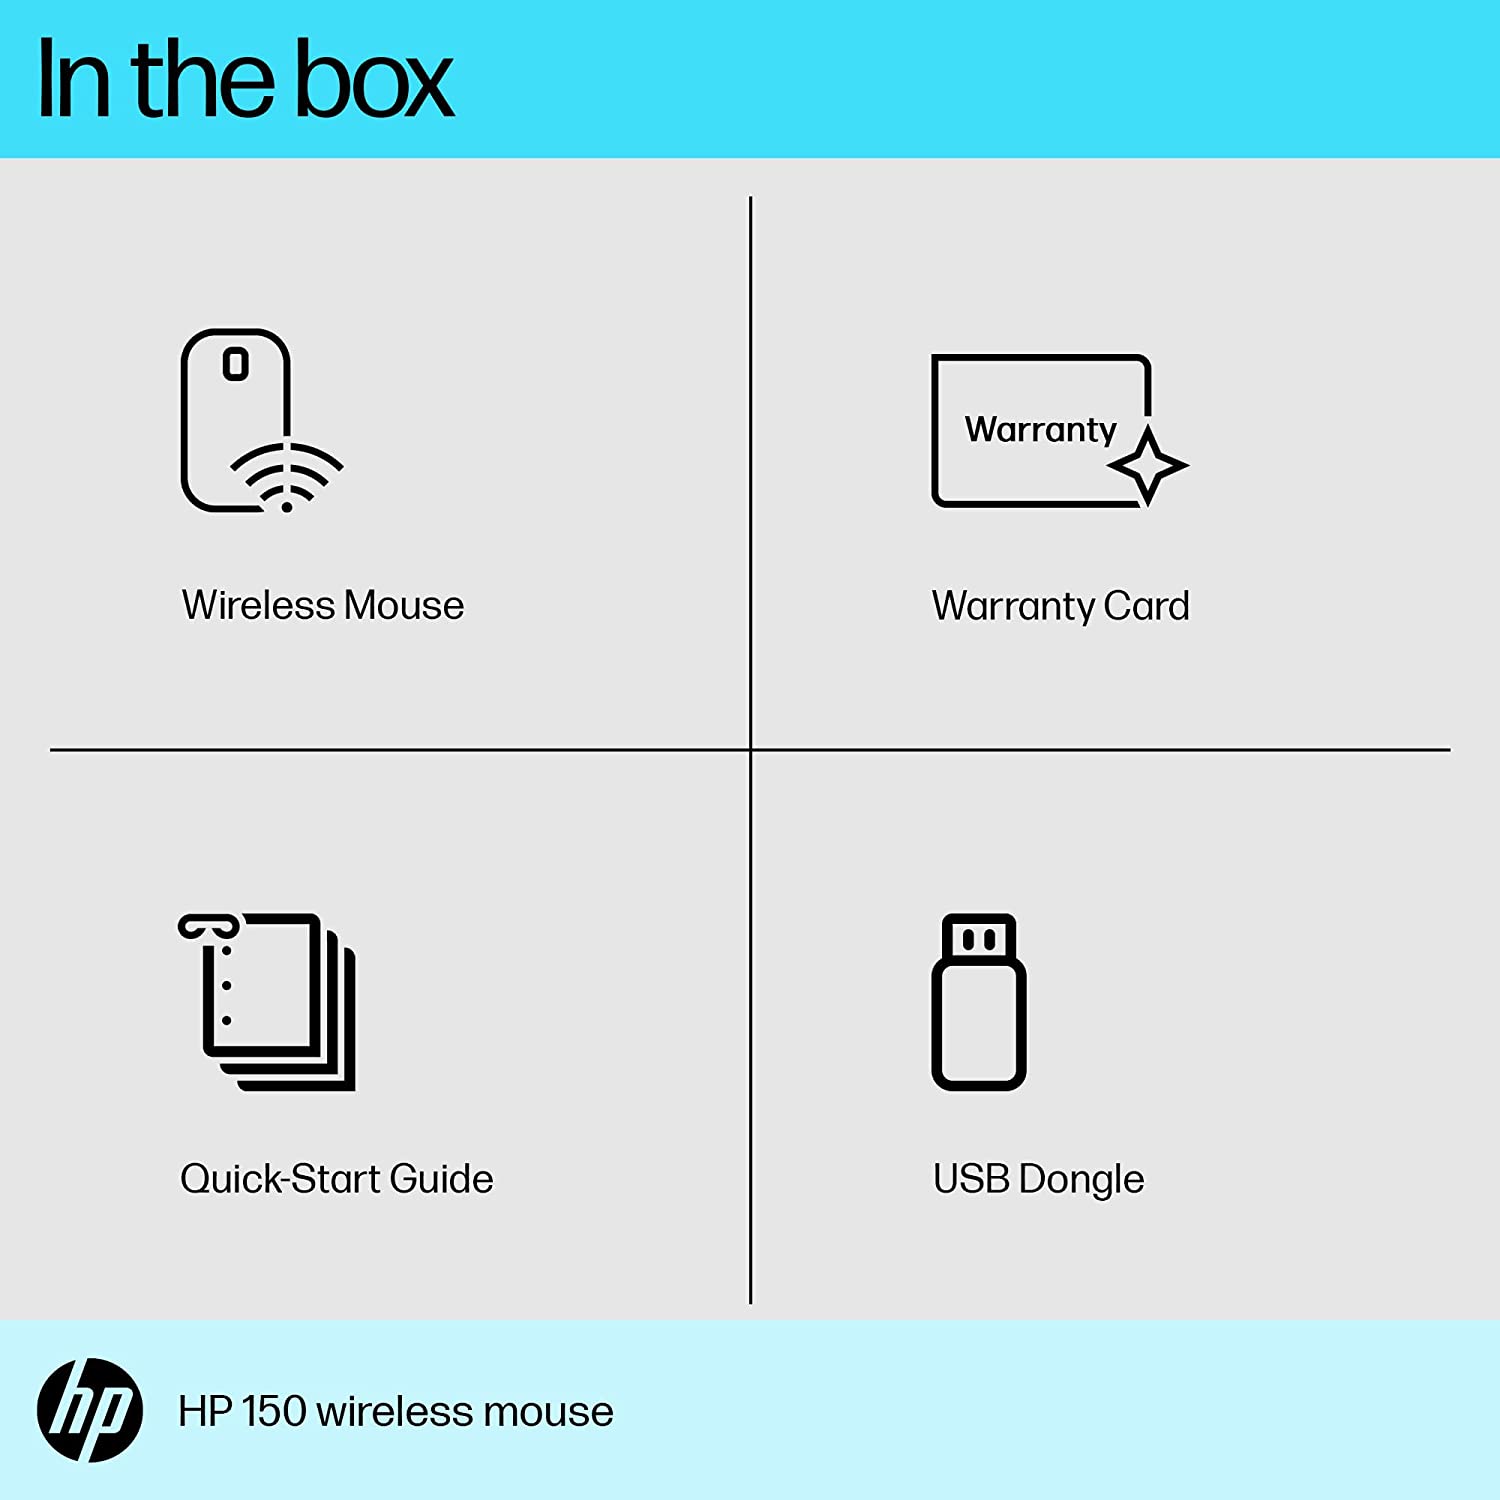 In the box
Warranty
Wireless Mouse
Warranty Card
Quick-Start Guide
USB Dongle
hp
HP 150 wireless mouse